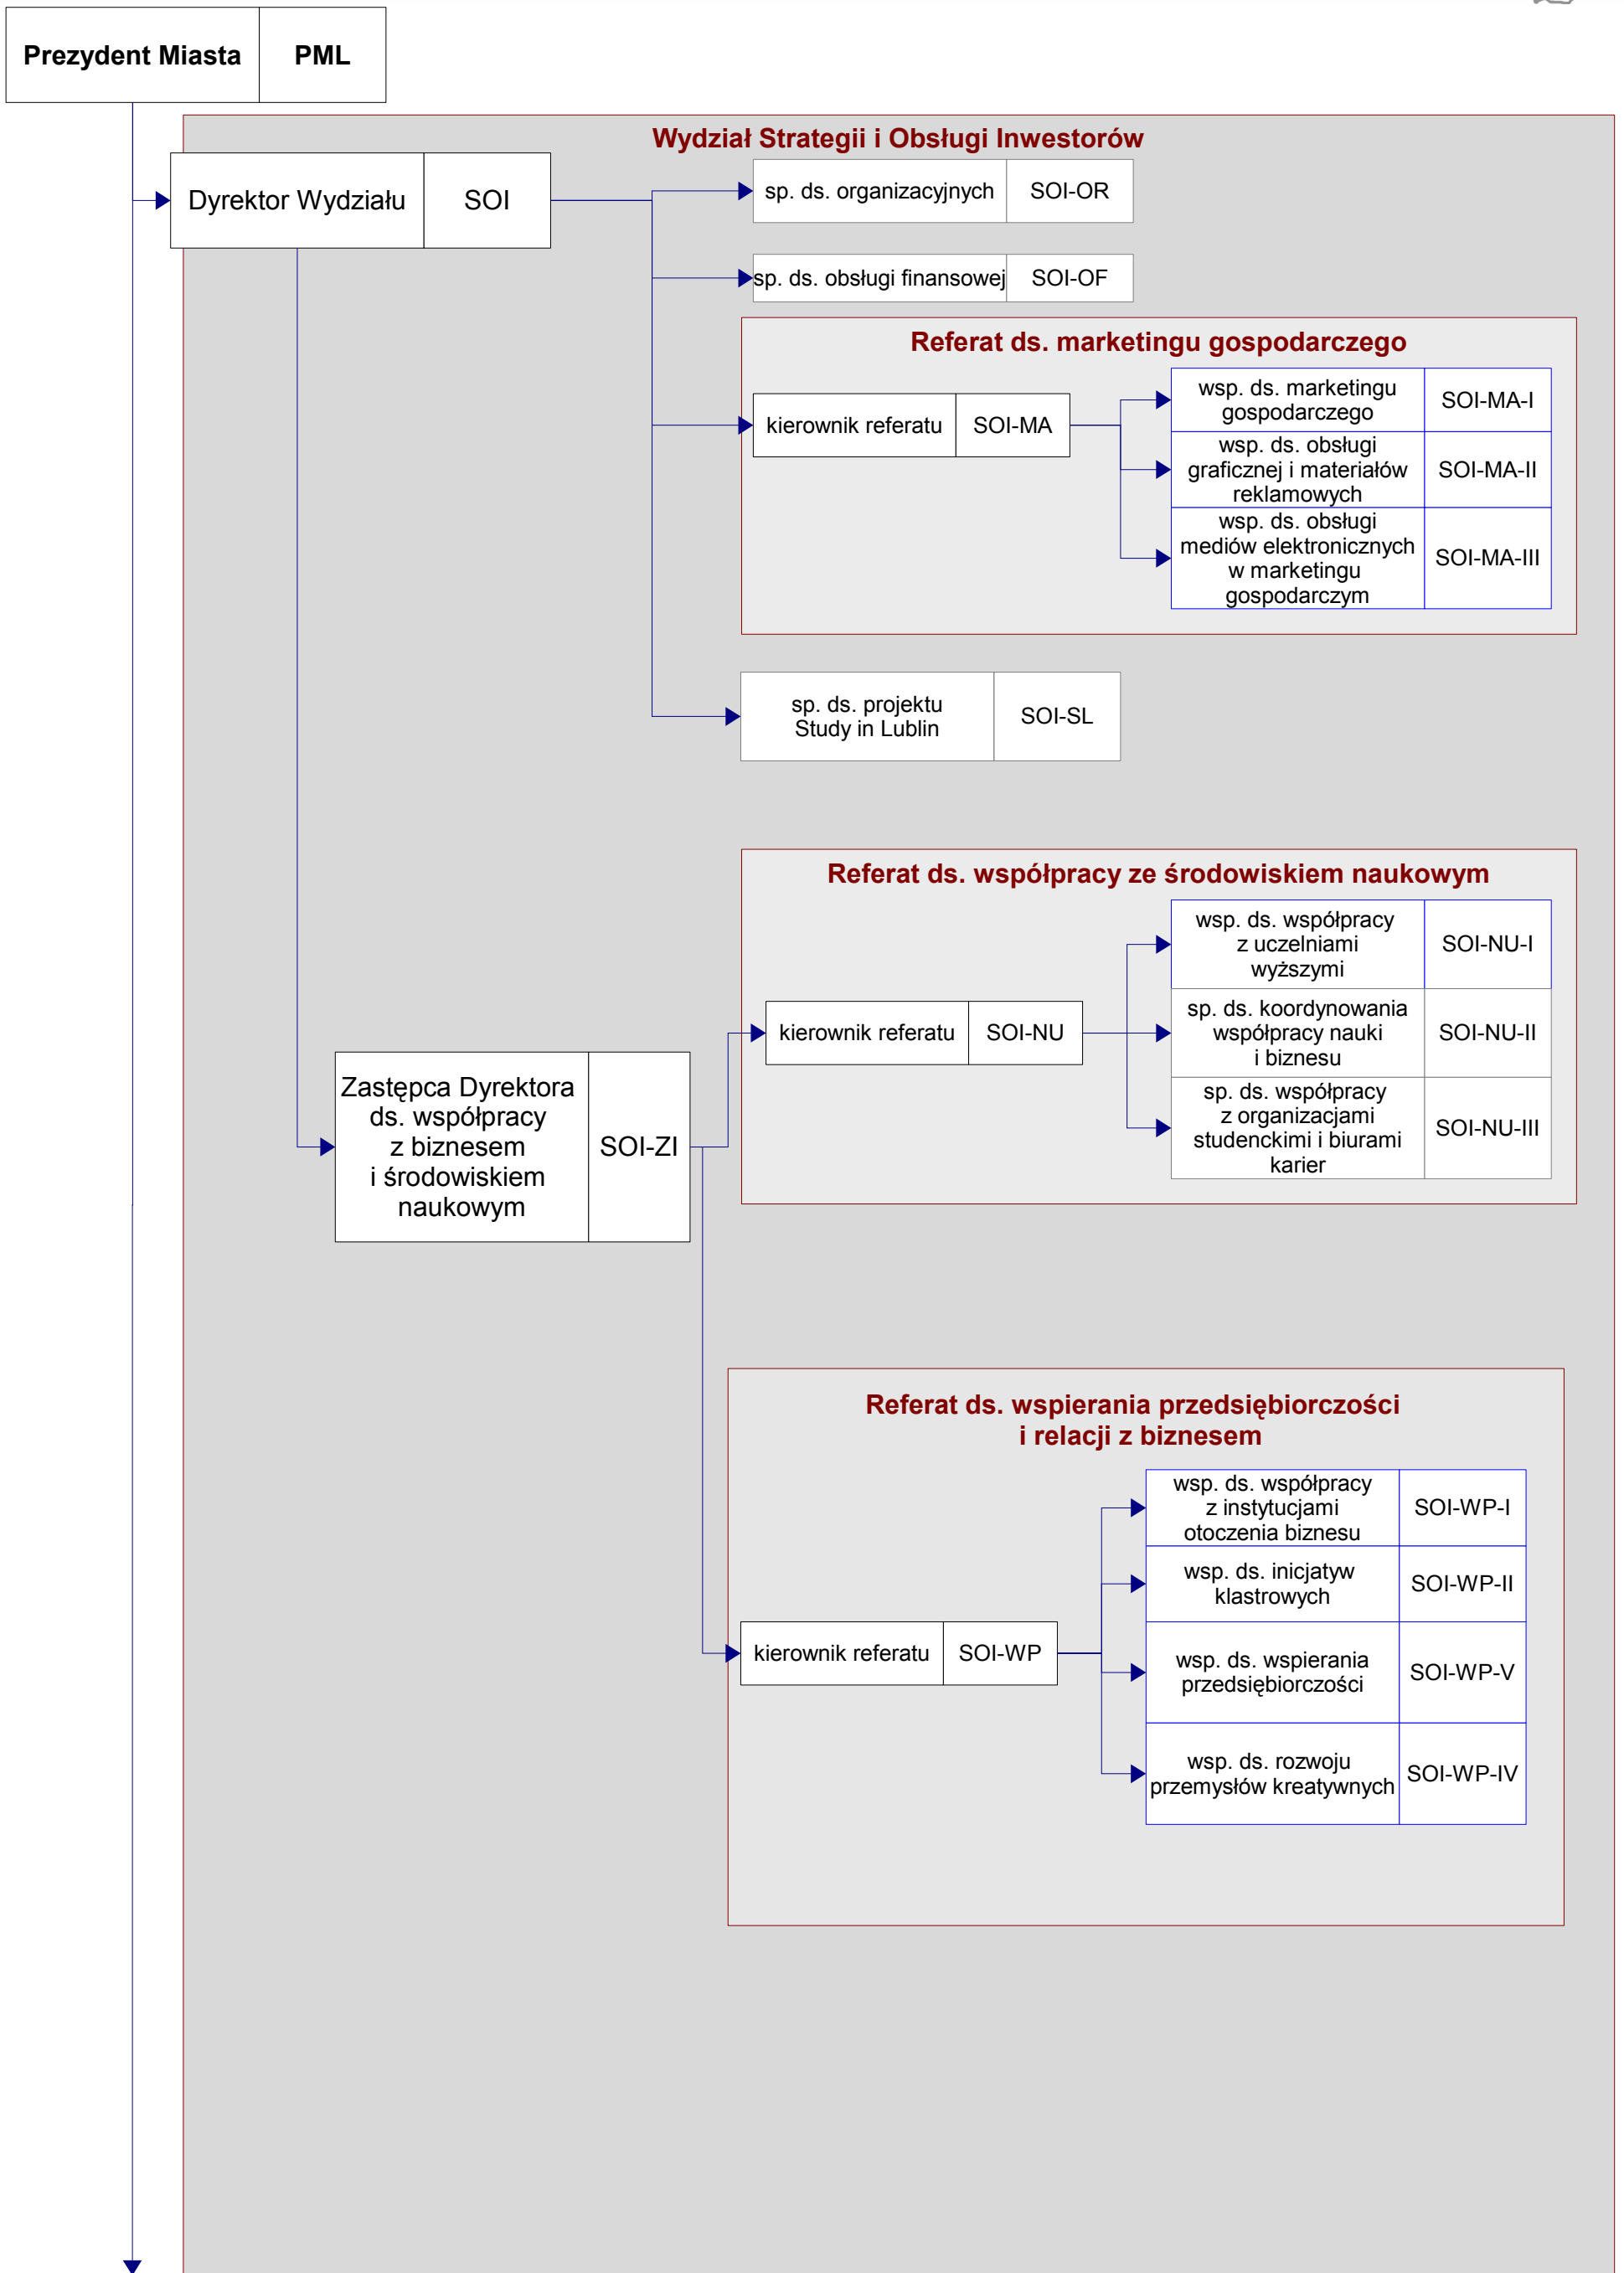 Prezydent Miasta
PML
Wydział Strategii i Obsługi Inwestorów
Dyrektor Wydziału
SOI
sp. ds. organizacyjnych
SOI-OR
sp. ds. obsługi finansowej
SOI-OF
Referat ds. marketingu gospodarczego
kierownik referatu
SOI-MA
wsp. ds. marketingu
gospodarczego
SOI-MA-I
wsp. ds. obsługi
graficznej i materiałów
reklamowych
SOI-MA-II
wsp. ds. obsługi
mediów elektronicznych
w marketingu
gospodarczym
SOI-MA-III
sp. ds. projektu
Study in Lublin
SOI-SL
Referat ds. współpracy ze środowiskiem naukowym
kierownik referatu
SOI-NU
wsp. ds. współpracy
z uczelniami
wyższymi
SOI-NU-I
sp. ds. koordynowania
współpracy nauki
i biznesu
SOI-NU-II
sp. ds. współpracy
z organizacjami
studenckimi i biurami
karier
SOI-NU-III
Zastępca Dyrektora
ds. współpracy
z biznesem
i środowiskiem
naukowym
SOI-ZI
Referat ds. wspierania przedsiębiorczości
i relacji z biznesem
kierownik referatu
SOI-WP
wsp. ds. współpracy
z instytucjami
otoczenia biznesu
SOI-WP-I
wsp. ds. inicjatyw
klastrowych
SOI-WP-II
wsp. ds. wspierania
przedsiębiorczości
SOI-WP-V
wsp. ds. rozwoju
przemysłów kreatywnych
SOI-WP-IV